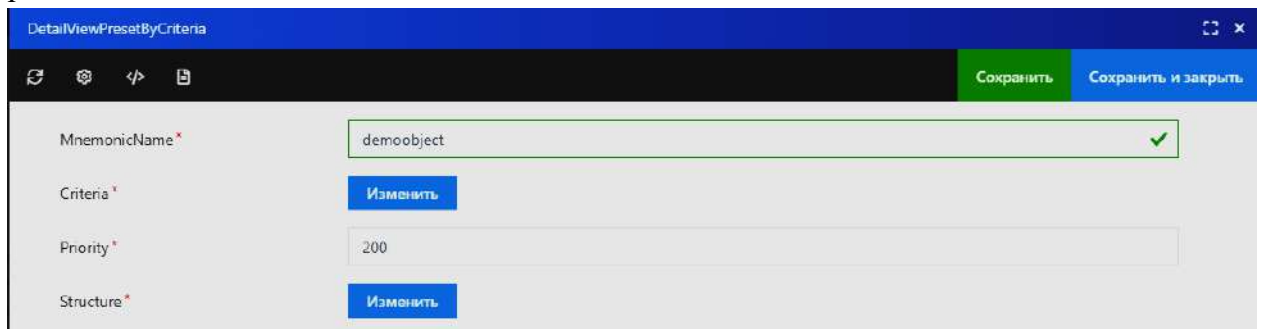 DetailViewPresetByCriteria
Сохранить Сохранить и закрыть
MnemonicName* demoobject
Criteria* Изменить
Priority* 200
Structure* Изменить